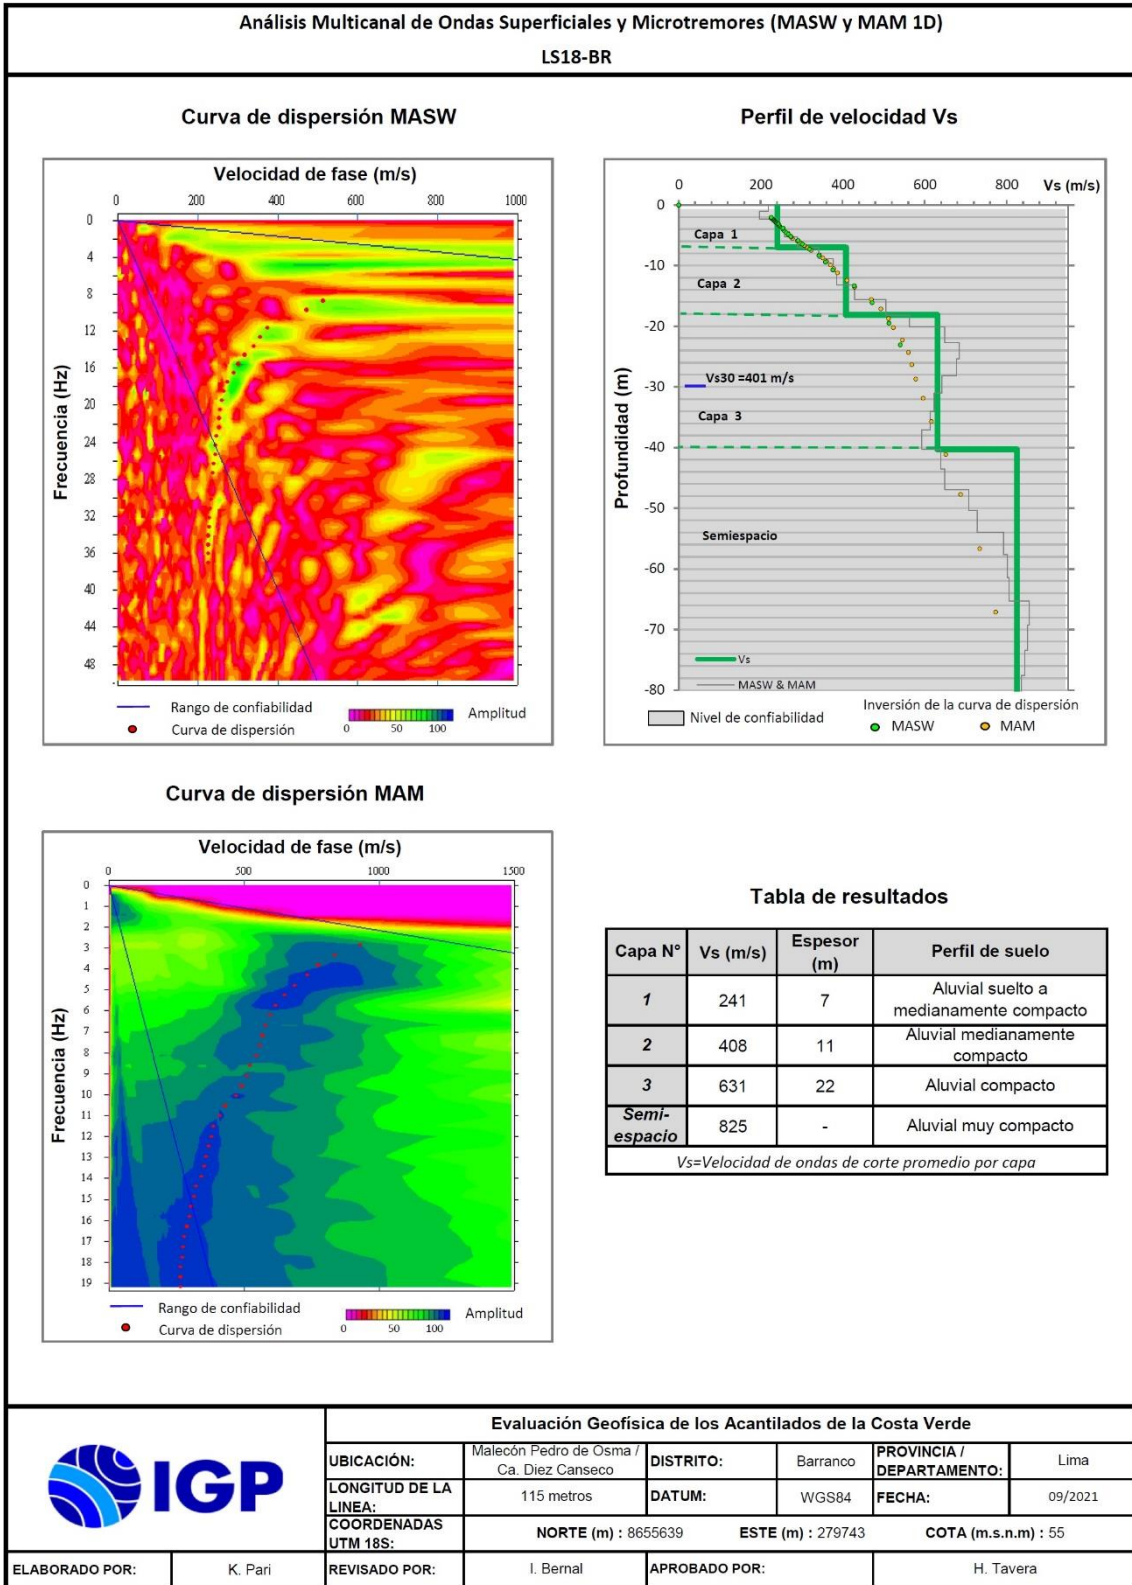 Análisis Multicanal de Ondas Superficiales y Microtremores (MASW y MAM 1D)
LS18-BR
Curva de dispersión MASW
Velocidad de fase (m/s)
0 200 400 600 800 1000
Frecuencia (Hz)
0
4
8
12
16
20
24
28
32
36
40
44
48
Rango de confiabilidad
Curva de dispersión
0 50 100
Amplitud
Perfil de velocidad Vs
0 200 400 600 800 Vs (m/s)
Profundidad (m)
0
-10
-20
-30
-40
-50
-60
-70
-80
Capa 1
Capa 2
Vs30 =401 m/s
Capa 3
Semiespacio
Vs
MASW & MAM
Nivel de confiabilidad
Inversión de la curva de dispersión
MASW MAM
Curva de dispersión MAM
Velocidad de fase (m/s)
0 500 1000 1500
Frecuencia (Hz)
0
1
2
3
4
5
6
7
8
9
10
11
12
13
14
15
16
17
18
19
Rango de confiabilidad
Curva de dispersión
0 50 100
Amplitud
Tabla de resultados
Capa N° Vs (m/s) Espesor (m) Perfil de suelo
1 241 7 Aluvial suelto a medianamente compacto
2 408 11 Aluvial medianamente compacto
3 631 22 Aluvial compacto
Semi-espacio 825 - Aluvial muy compacto
Vs=Velocidad de ondas de corte promedio por capa
IGP
Evaluación Geofísica de los Acantilados de la Costa Verde
UBICACIÓN: Malecón Pedro de Osma / Ca. Diez Canseco DISTRITO: Barranco PROVINCIA / DEPARTAMENTO: Lima
LONGITUD DE LA LINEA: 115 metros DATUM: WGS84 FECHA: 09/2021
COORDENADAS UTM 18S: NORTE (m) : 8655639 ESTE (m) : 279743 COTA (m.s.n.m) : 55
ELABORADO POR: K. Pari REVISADO POR: I. Bernal APROBADO POR: H. Tavera